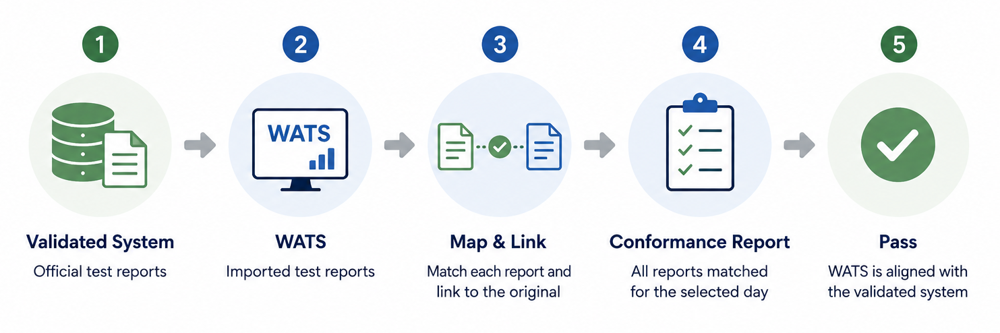 1
2
3
4
5
WATS
Validated System
Official test reports
WATS
Imported test reports
Map & Link
Match each report and
link to the original
Conformance Report
All reports matched
for the selected day
Pass
WATS is aligned with
the validated system